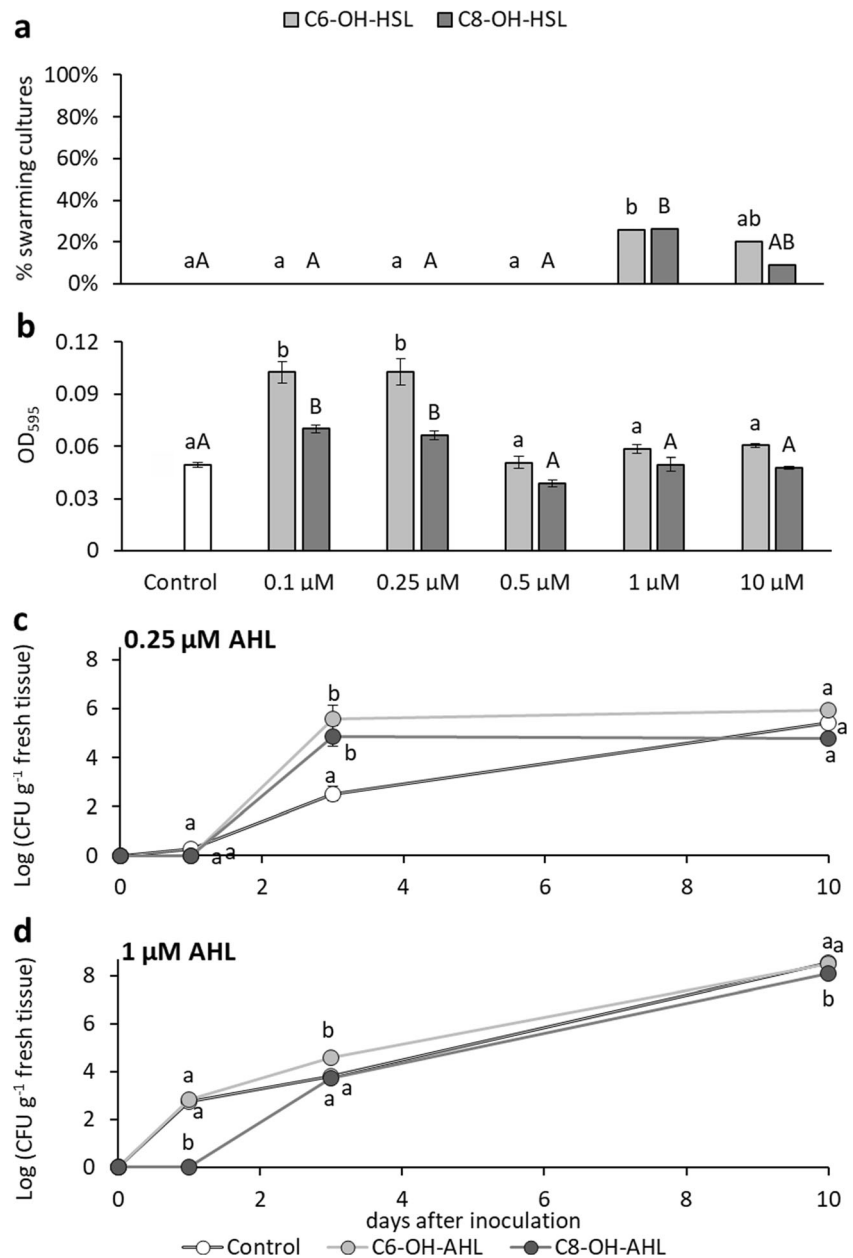 C6-OH-HSL C8-OH-HSL
a
% swarming cultures
100%
80%
60%
40%
20%
0%
aA a A a A a A b B ab AB
b
OD595
0.12
0.09
0.06
0.03
0
aA b B b B a A a A a A
Control 0.1 µM 0.25 µM 0.5 µM 1 µM 10 µM
c
0.25 µM AHL
Log (CFU g-1 fresh tissue)
8
6
4
2
0
a a a b b a a a a
0 2 4 6 8 10
d
1 µM AHL
Log (CFU g-1 fresh tissue)
8
6
4
2
0
a a b b a a a a b
0 2 4 6 8 10
days after inoculation
Control C6-OH-AHL C8-OH-AHL